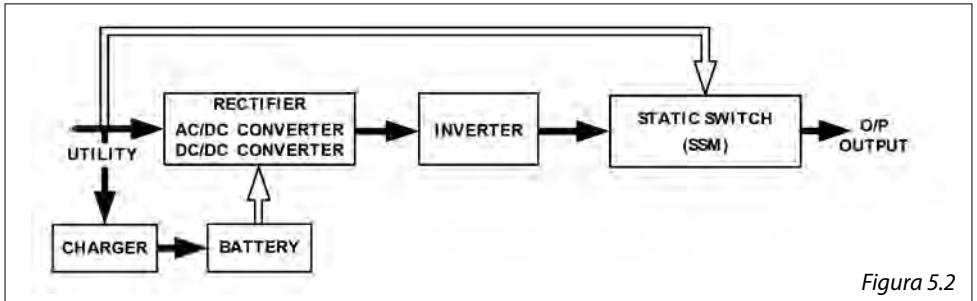 RECTIFIER
AC/DC CONVERTER
DC/DC CONVERTER
INVERTER
STATIC SWITCH
(SSM)
O/P
OUTPUT
UTILITY
CHARGER
BATTERY
Figura 5.2